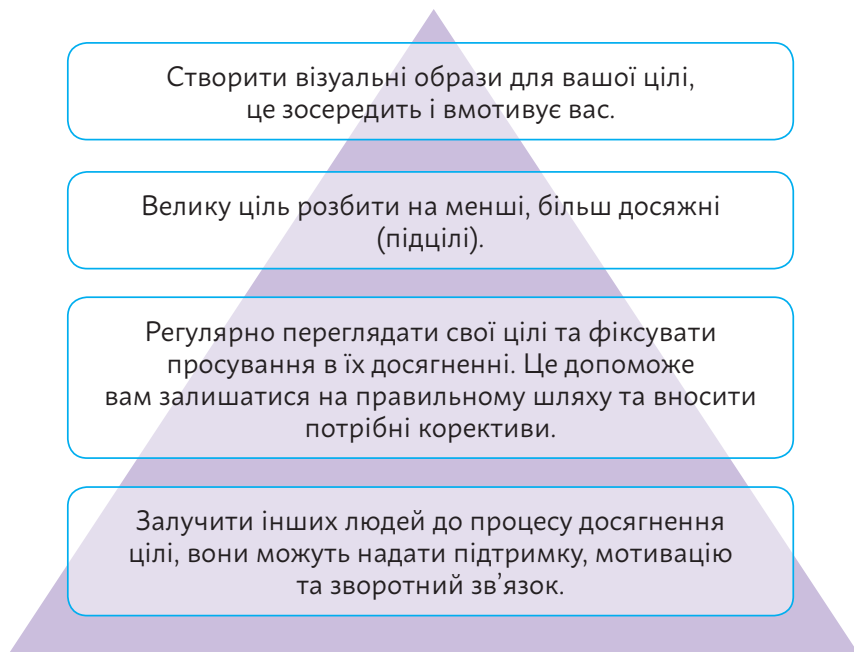 Створити візуальні образи для вашої цілі,
це зосередить і вмотивує вас.
Велику ціль розбити на менші, більш досяжні
(підцілі).
Регулярно переглядати свої цілі та фіксувати
просування в їх досягненні. Це допоможе
вам залишатися на правильному шляху та вносити
потрібні корективи.
Залучити інших людей до процесу досягнення
цілі, вони можуть надати підтримку, мотивацію
та зворотний зв’язок.